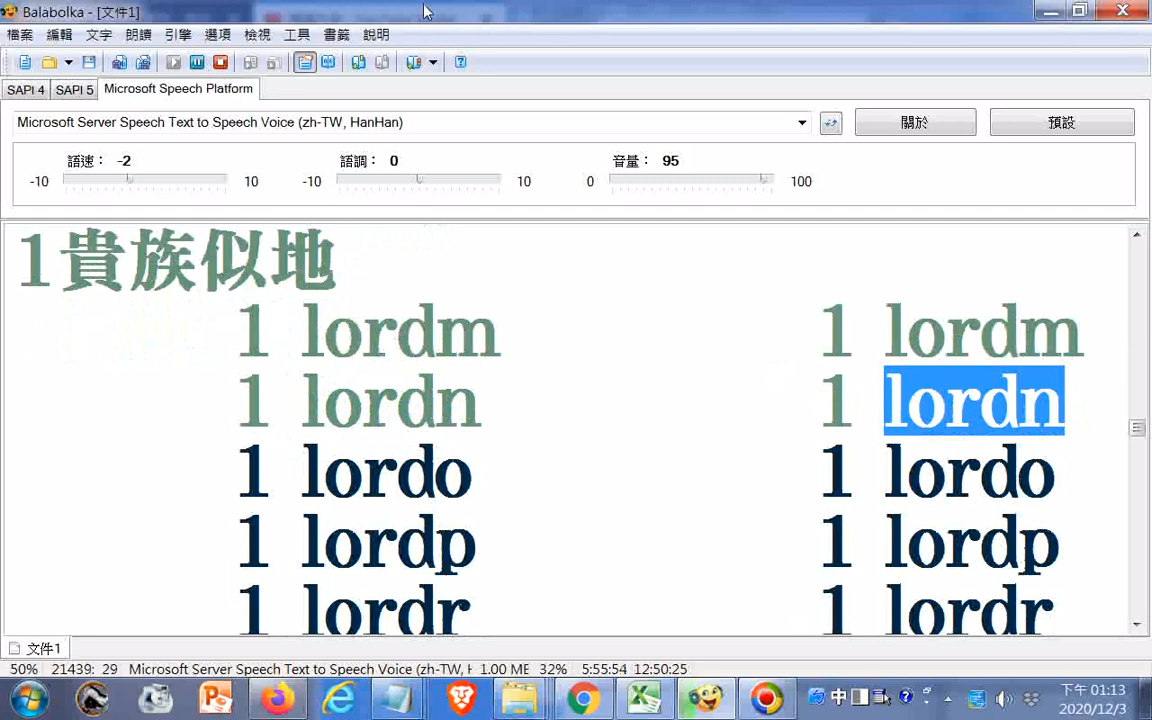 Balabolka - [文件1]
檔案 編輯 文字 朗讀 引擎 選項 檢視 工具 書籤 說明
SAPI 4 SAPI 5 Microsoft Speech Platform
Microsoft Server Speech Text to Speech Voice (zh-TW, HanHan) 關於 預設
語速： -2 語調： 0 音量： 95
-10 10 -10 10 0 100
1貴族似地
1 lordm 1 lordm
1 lordn 1 lordn
1 lordo 1 lordo
1 lordp 1 lordp
1 lordr 1 lordr
文件1
50% 21439: 29 Microsoft Server Speech Text to Speech Voice (zh-TW, 1.00 ME 32% 5:55:54 12:50:25
中 下午 01:13
2020/12/3